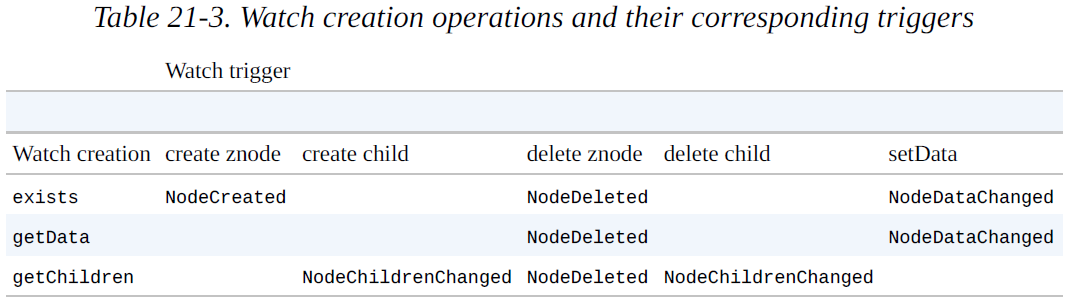 Table 21-3. Watch creation operations and their corresponding triggers
Watch trigger
Watch creation create znode create child delete znode delete child setData
exists NodeCreated NodeDeleted NodeDataChanged
getData NodeDeleted NodeDataChanged
getChildren NodeChildrenChanged NodeDeleted NodeChildrenChanged